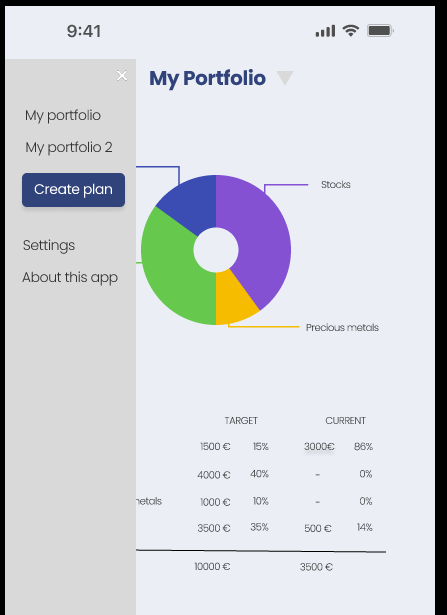 9:41
×
My Portfolio
My portfolio
My portfolio 2
Create plan
Settings
About this app
Stocks
Precious metals
TARGET CURRENT
1500 € 15% 3000€ 86%
4000 € 40% - 0%
etals 1000 € 10% - 0%
3500 € 35% 500 € 14%
10000 € 3500 €